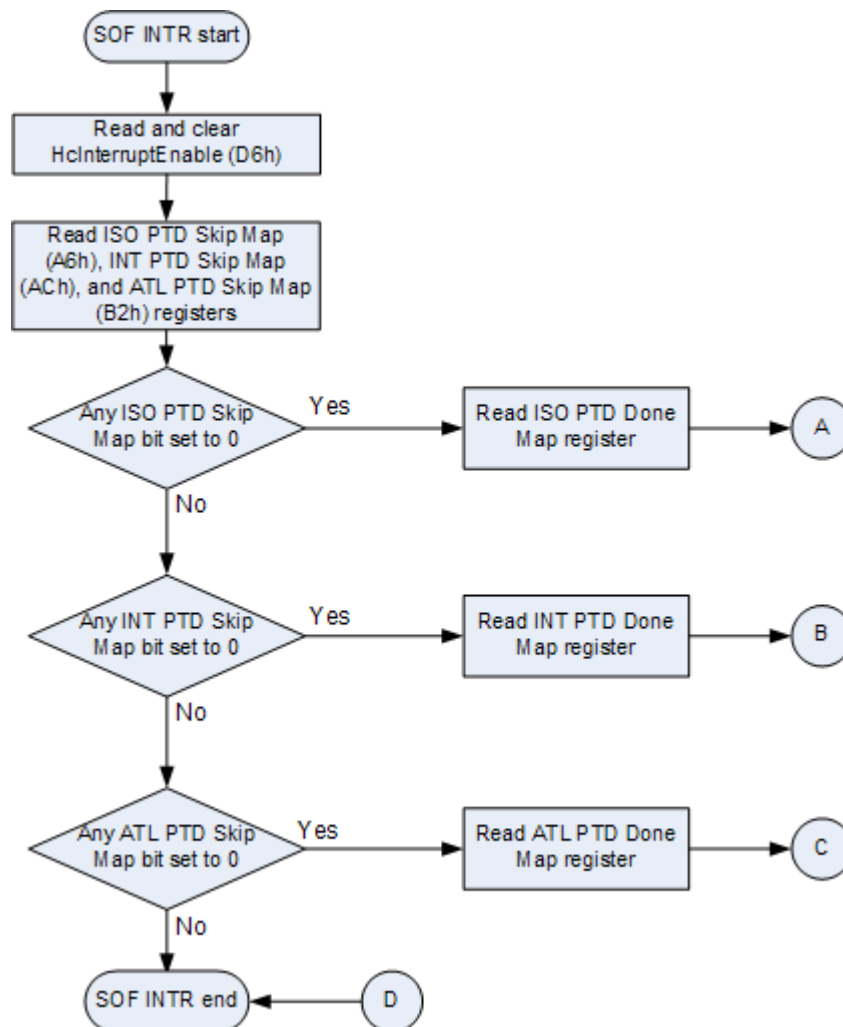 SOF INTR start
Read and clear
HcInterruptEnable (D6h)
Read ISO PTD Skip Map
(A6h), INT PTD Skip Map
(ACh), and ATL PTD Skip Map
(B2h) registers
Any ISO PTD Skip
Map bit set to 0
Yes
Read ISO PTD Done
Map register
A
No
Any INT PTD Skip
Map bit set to 0
Yes
Read INT PTD Done
Map register
B
No
Any ATL PTD Skip
Map bit set to 0
Yes
Read ATL PTD Done
Map register
C
No
SOF INTR end
D